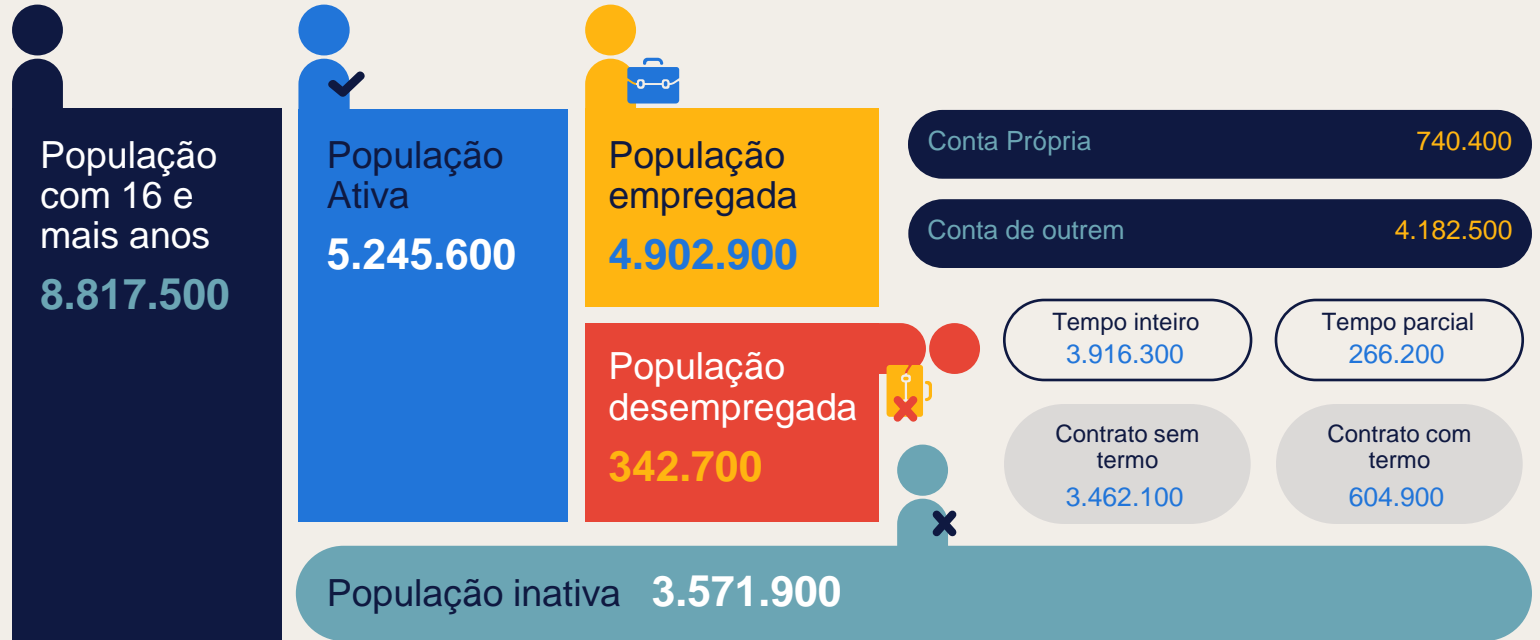 População
com 16 e
mais anos
8.817.500
População
Ativa
5.245.600
População
empregada
4.902.900
Conta Própria 740.400
Conta de outrem 4.182.500
Tempo inteiro
3.916.300
Tempo parcial
266.200
População
desempregada
342.700
Contrato sem
termo
3.462.100
Contrato com
termo
604.900
População inativa 3.571.900